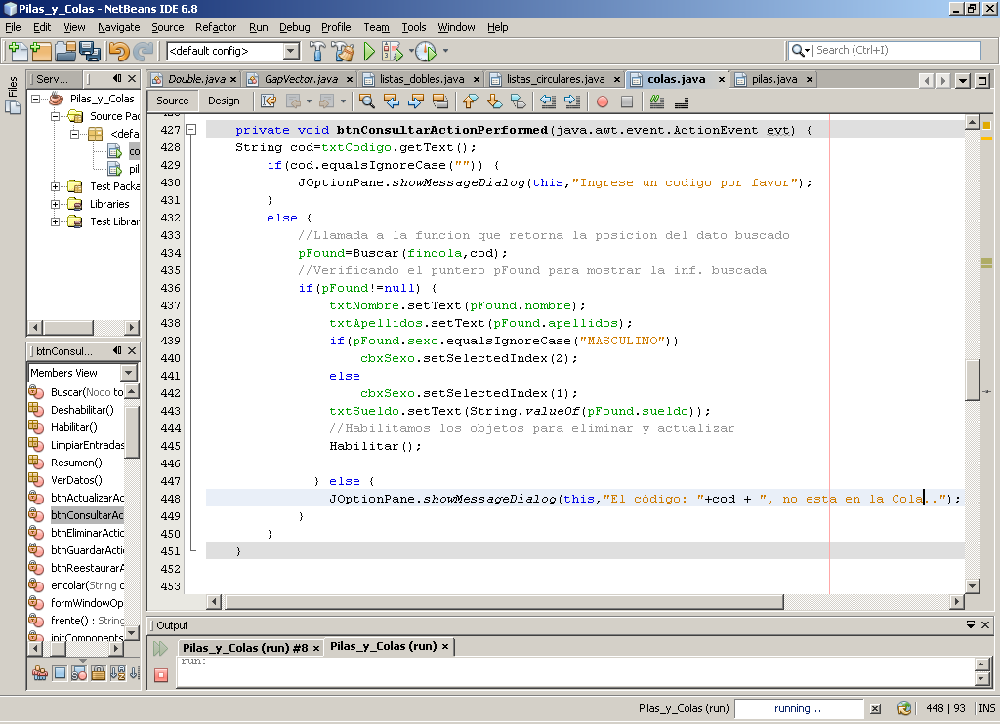 Pilas_y_Colas - NetBeans IDE 6.8
File Edit View Navigate Source Refactor Run Debug Profile Team Tools Window Help
<default config>
Search (Ctrl+I)
Files
Serv...
Pilas_y_Colas
Source Pac
<defa
co
pil
Test Packa
Libraries
Test Librar
btnConsul...
Members View
Buscar(Nodo to
Deshabilitar()
Habilitar()
LimpiarEntradas
Resumen()
VerDatos()
btnActualizarAc
btnConsultarAc
btnEliminarActic
btnGuardarActi
btnReestaurarA
encolar(String c
formWindowOp
frente() : String
initComponents
Double.java
GapVector.java
listas_dobles.java
listas_circulares.java
colas.java
pilas.java
Source Design
427 private void btnConsultarActionPerformed(java.awt.event.ActionEvent evt) {
428 String cod=txtCodigo.getText();
429 if(cod.equalsIgnoreCase("")) {
430 JOptionPane.showMessageDialog(this,"Ingrese un codigo por favor");
431 }
432 else {
433 //Llamada a la funcion que retorna la posicion del dato buscado
434 pFound=Buscar(fincola,cod);
435 //Verificando el puntero pFound para mostrar la inf. buscada
436 if(pFound!=null) {
437 txtNombre.setText(pFound.nombre);
438 txtApellidos.setText(pFound.apellidos);
439 if(pFound.sexo.equalsIgnoreCase("MASCULINO"))
440 cbxSexo.setSelectedIndex(2);
441 else
442 cbxSexo.setSelectedIndex(1);
443 txtSueldo.setText(String.valueOf(pFound.sueldo));
444 //Habilitamos los objetos para eliminar y actualizar
445 Habilitar();
446
447 } else {
448 JOptionPane.showMessageDialog(this,"El código: "+cod + ", no esta en la Cola..");
449 }
450 }
451 }
452
453
Output
Pilas_y_Colas (run) #8
Pilas_y_Colas (run)
run:
Pilas_y_Colas (run)
running...
448 | 93
INS